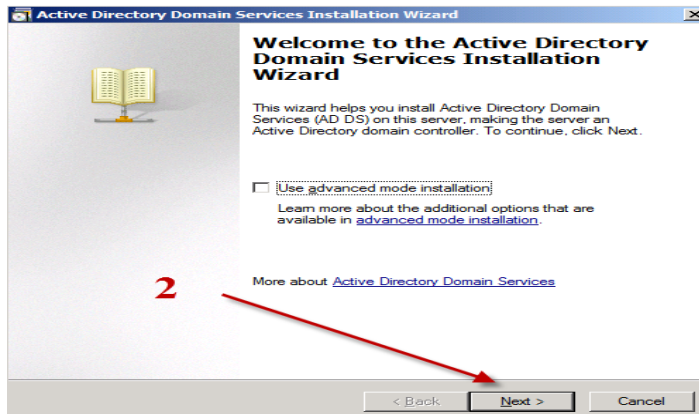 Active Directory Domain Services Installation Wizard
Welcome to the Active Directory
Domain Services Installation
Wizard
This wizard helps you install Active Directory Domain
Services (AD DS) on this server, making the server an
Active Directory domain controller. To continue, click Next.
Use advanced mode installation
Learn more about the additional options that are
available in advanced mode installation.
More about Active Directory Domain Services
2
< Back
Next >
Cancel